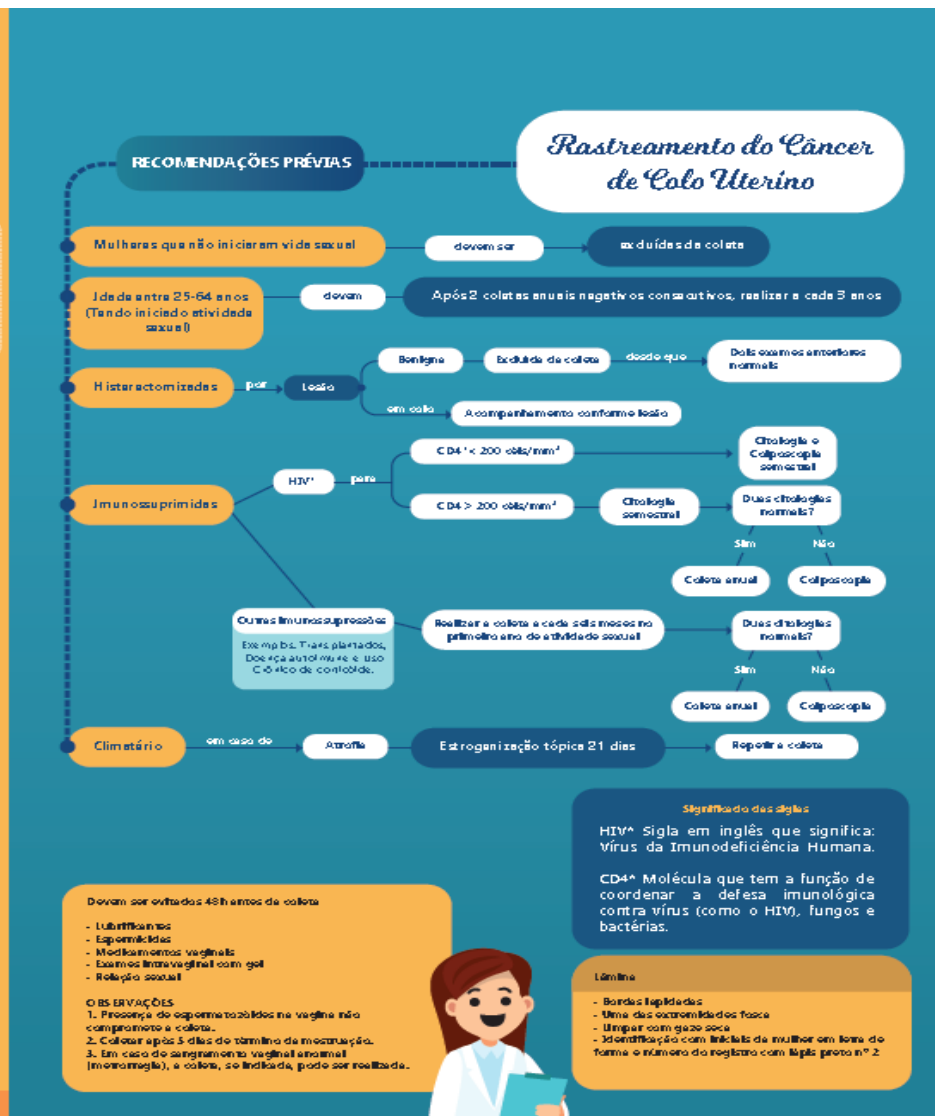 Rastreamento do Câncer
de Colo Uterino
RECOMENDAÇÕES PRÉVIAS
Mulheres que não iniciaram vida sexual
devem ser
excluídas da coleta
Idade entre 25-64 anos
(Tendo iniciado atividade
sexual)
devem
Após 2 coletas anuais negativos consecutivos, realizar a cada 3 anos
Histerectomizadas
por
Lesão
Benigna
Excluída da coleta
desde que
Dois exames anteriores
normais
em colo
Acompanhamento conforme lesão
Imunossuprimidas
HIV*
para
CD4*< 200 céls/mm³
Citologia e
Colposcopia
semestral
CD4 > 200 céls/mm³
Citologia
semestral
Duas citologias
normais?
Sim
Não
Coleta anual
Colposcopia
Outras imunossupressões
Exemplos: Transplantados,
Doença autoimune e uso
Crônico de corticóide.
Realizar a coleta a cada seis meses no
primeiro ano de atividade sexual
Duas citologias
normais?
Sim
Não
Coleta anual
Colposcopia
Climatério
em caso de
Atrofia
Estrogenização tópica 21 dias
Repetir a coleta
Significado das siglas
HIV* Sigla em inglês que significa:
Vírus da Imunodeficiência Humana.
CD4* Molécula que tem a função de
coordenar a defesa imunológica
contra vírus (como o HIV), fungos e
bactérias.
Devem ser evitados 48h antes da coleta
- Lubrificantes
- Espermicidas
- Medicamentos vaginais
- Exames intravaginal com gel
- Relação sexual
OBSERVAÇÕES
1. Presença de espermatozóides na vagina não
compromete a coleta.
2. Coletar após 5 dias do término da mestruação.
3. Em caso de sangramento vaginal anormal
(metrorragia), a coleta, se indicada, pode ser realizada.
Lâmina
- Bordas lapidadas
- Uma das extremidades fosca
- Limpar com gaze seca
- Identificação com iniciais da mulher em letra de
forma e número do registro com lápis preto nº 2